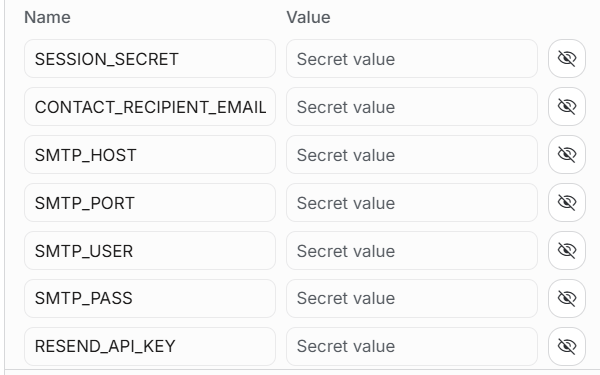 Name Value
SESSION_SECRET Secret value
CONTACT_RECIPIENT_EMAIL Secret value
SMTP_HOST Secret value
SMTP_PORT Secret value
SMTP_USER Secret value
SMTP_PASS Secret value
RESEND_API_KEY Secret value